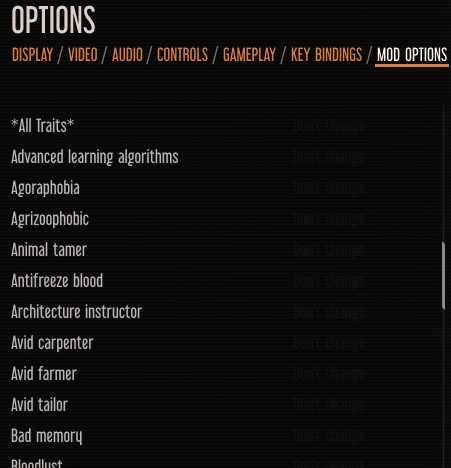 OPTIONS
DISPLAY / VIDEO / AUDIO / CONTROLS / GAMEPLAY / KEY BINDINGS / MOD OPTIONS
*All Traits* Don't change
Advanced learning algorithms Don't change
Agoraphobia Don't change
Agrizoophobic Don't change
Animal tamer Don't change
Antifreeze blood Don't change
Architecture instructor Don't change
Avid carpenter Don't change
Avid farmer Don't change
Avid tailor Don't change
Bad memory Don't change
Bloodlust